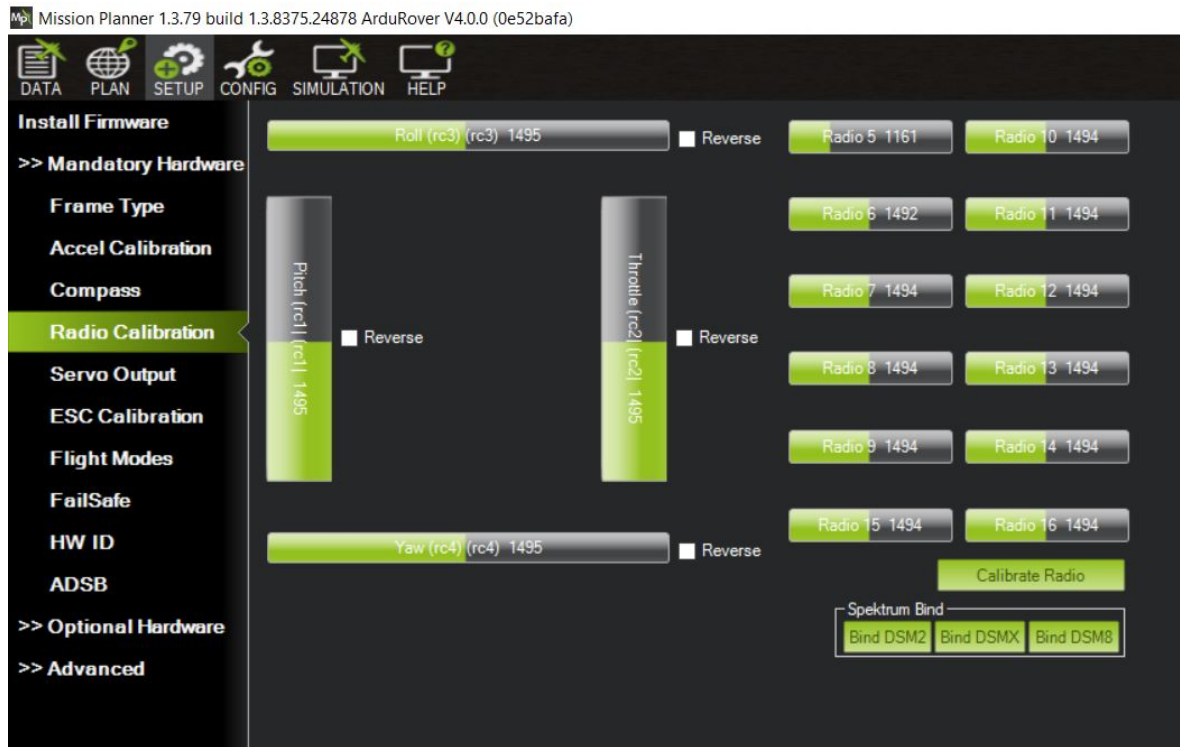 Mission Planner 1.3.79 build 1.3.8375.24878 ArduRover V4.0.0 (0e52bafa)
DATA PLAN SETUP CONFIG SIMULATION HELP
Install Firmware
>> Mandatory Hardware
Frame Type
Accel Calibration
Compass
Radio Calibration
Servo Output
ESC Calibration
Flight Modes
FailSafe
HW ID
ADSB
>> Optional Hardware
>> Advanced
Roll (rc3) (rc3) 1495
Reverse
Pitch (rc1) (rc1) 1495
Reverse
Throttle (rc2) (rc2) 1495
Reverse
Yaw (rc4) (rc4) 1495
Reverse
Radio 5 1161
Radio 10 1494
Radio 6 1492
Radio 11 1494
Radio 7 1494
Radio 12 1494
Radio 8 1494
Radio 13 1494
Radio 9 1494
Radio 14 1494
Radio 15 1494
Radio 16 1494
Calibrate Radio
Spektrum Bind
Bind DSM2 Bind DSMX Bind DSM8